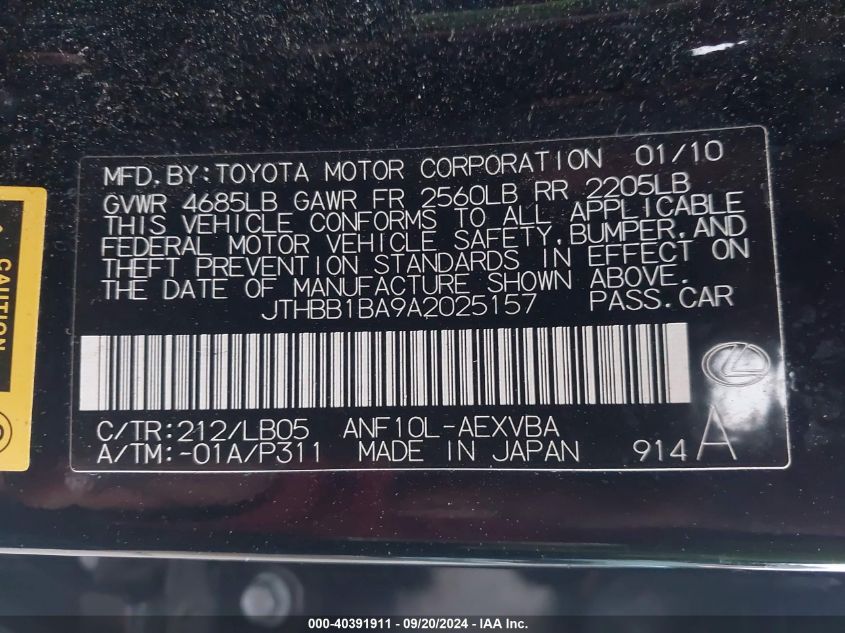 MFD.BY:TOYOTA MOTOR CORPORATION 01/10
GVWR 4685LB GAWR FR 2560LB RR 2205LB
THIS VEHICLE CONFORMS TO ALL APPLICABLE
FEDERAL MOTOR VEHICLE SAFETY,BUMPER,AND
THEFT PREVENTION STANDARDS IN EFFECT ON
THE DATE OF MANUFACTURE SHOWN ABOVE.
JTHBB1BA9A2025157 PASS.CAR
C/TR:212/LB05 ANF10L-AEXVBA
A/TM:-01A/P311 MADE IN JAPAN 914 A
CAUTION
000-40391911 - 09/20/2024 - IAA Inc.